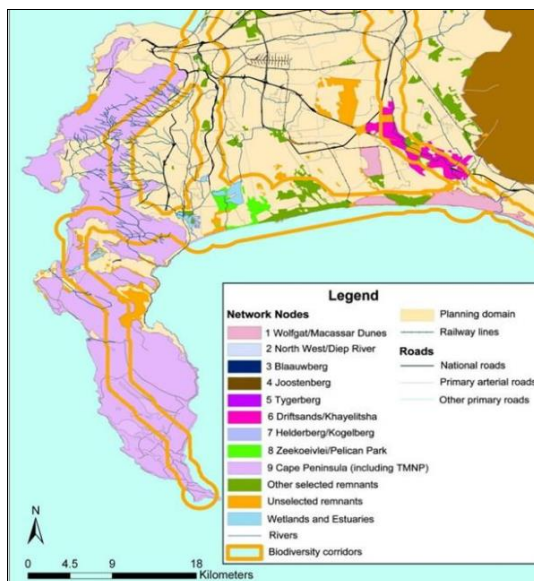 Legend
Network Nodes
1 Wolfgat/Macassar Dunes
2 North West/Diep River
3 Blaauwberg
4 Joostenberg
5 Tygerberg
6 Driftsands/Khayelitsha
7 Helderberg/Kogelberg
8 Zeekoeivlei/Pelican Park
9 Cape Peninsula (including TMNP)
Other selected remnants
Unselected remnants
Wetlands and Estuaries
Rivers
Biodiversity corridors
Planning domain
Railway lines
Roads
National roads
Primary arterial roads
Other primary roads
N
0 4.5 9 18
Kilometers